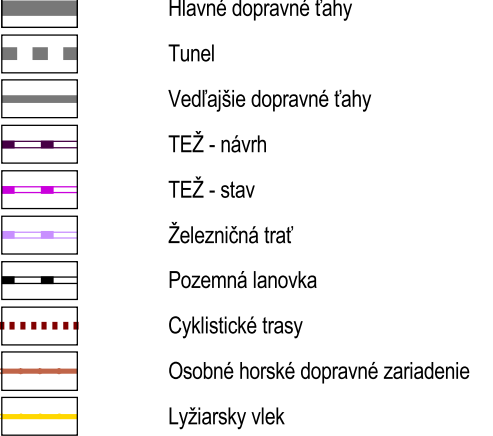 Hlavné dopravné ťahy
Tunel
Vedľajšie dopravné ťahy
TEŽ - návrh
TEŽ - stav
Železničná trať
Pozemná lanovka
Cyklistické trasy
Osobné horské dopravné zariadenie
Lyžiarsky vlek